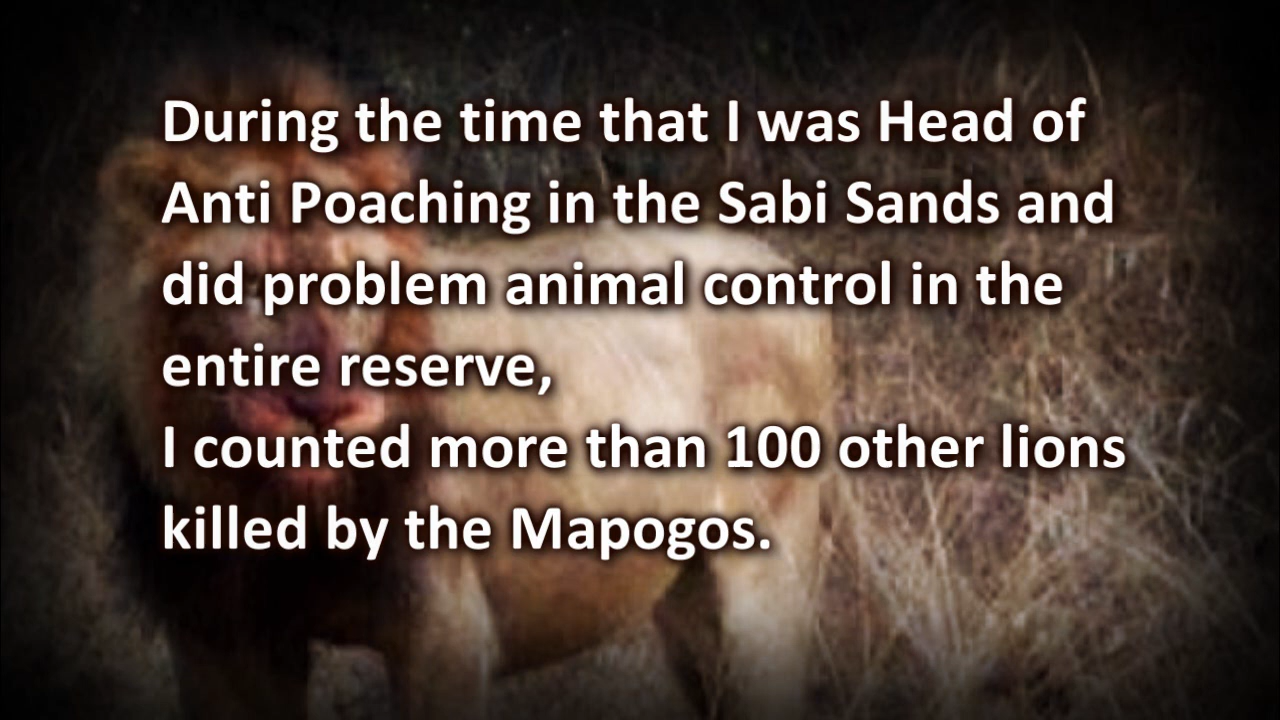 During the time that I was Head of
Anti Poaching in the Sabi Sands and
did problem animal control in the
entire reserve,
I counted more than 100 other lions
killed by the Mapogos.